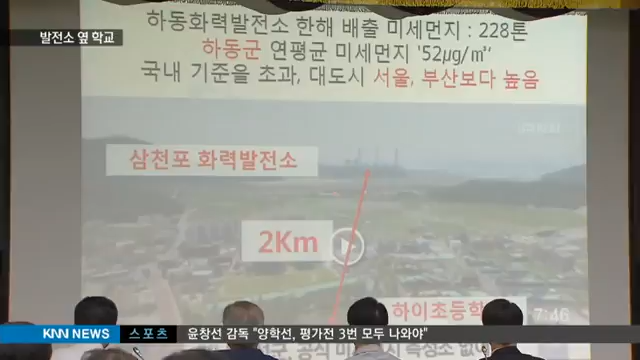 발전소 옆 학교
하동화력발전소 한해 배출 미세먼지 : 228톤
하동군 연평균 미세먼지 '52μg/㎥'
국내 기준을 초과, 대도시 서울, 부산보다 높음
삼천포 화력발전소
2Km
하이초등학
7:46
KNN NEWS
스포츠
윤창선 감독 "양학선, 평가전 3번 모두 나와야"